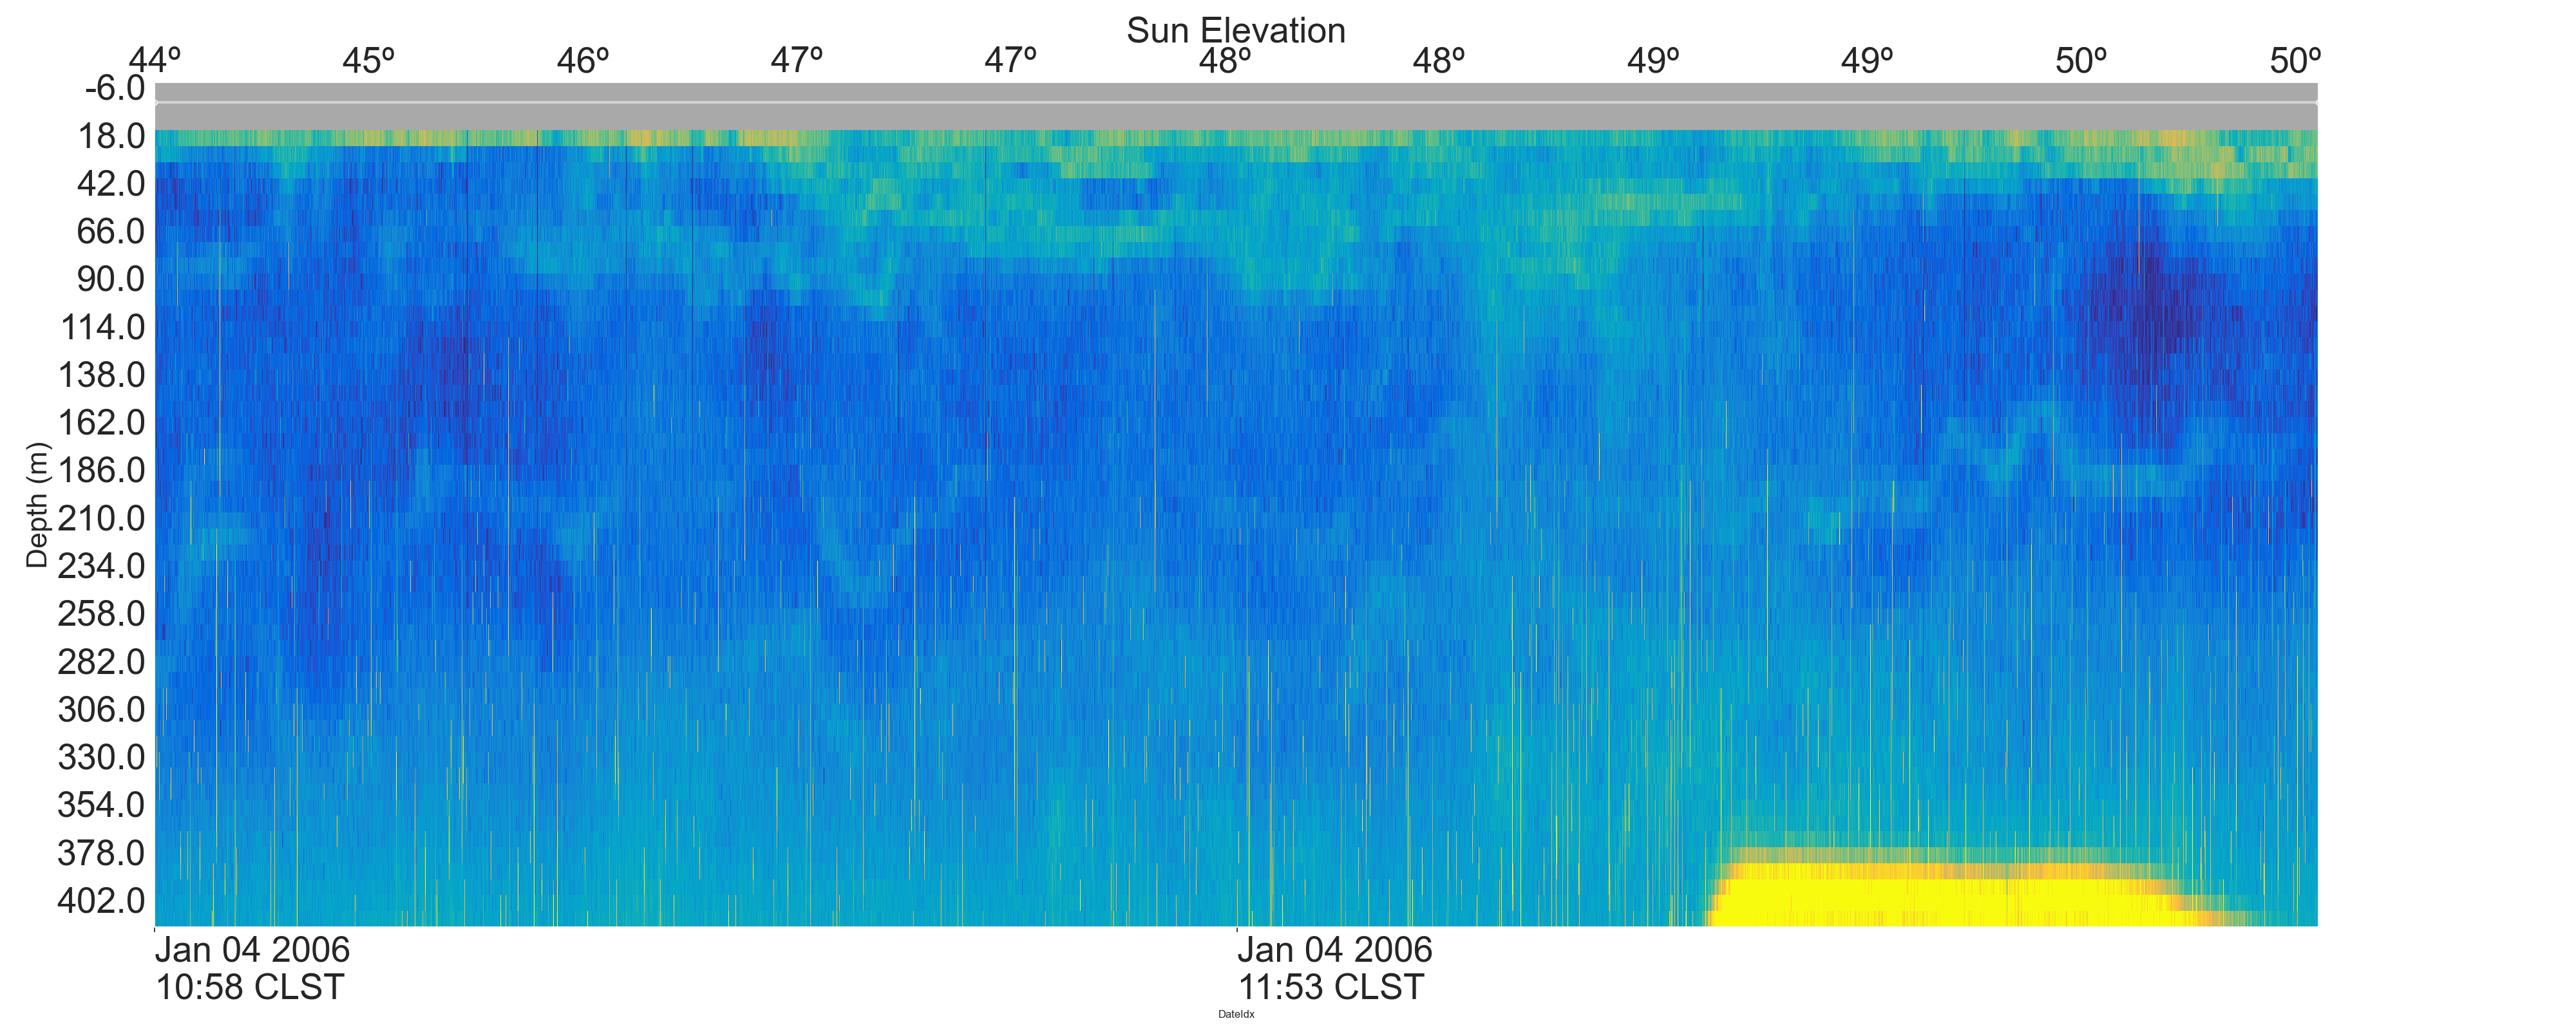 Sun Elevation
44º 45º 46º 47º 47º 48º 48º 49º 49º 50º 50º
-6.0
18.0
42.0
66.0
90.0
114.0
138.0
162.0
186.0
210.0
234.0
258.0
282.0
306.0
330.0
354.0
378.0
402.0
Depth (m)
Jan 04 2006
10:58 CLST
Jan 04 2006
11:53 CLST
DateIdx